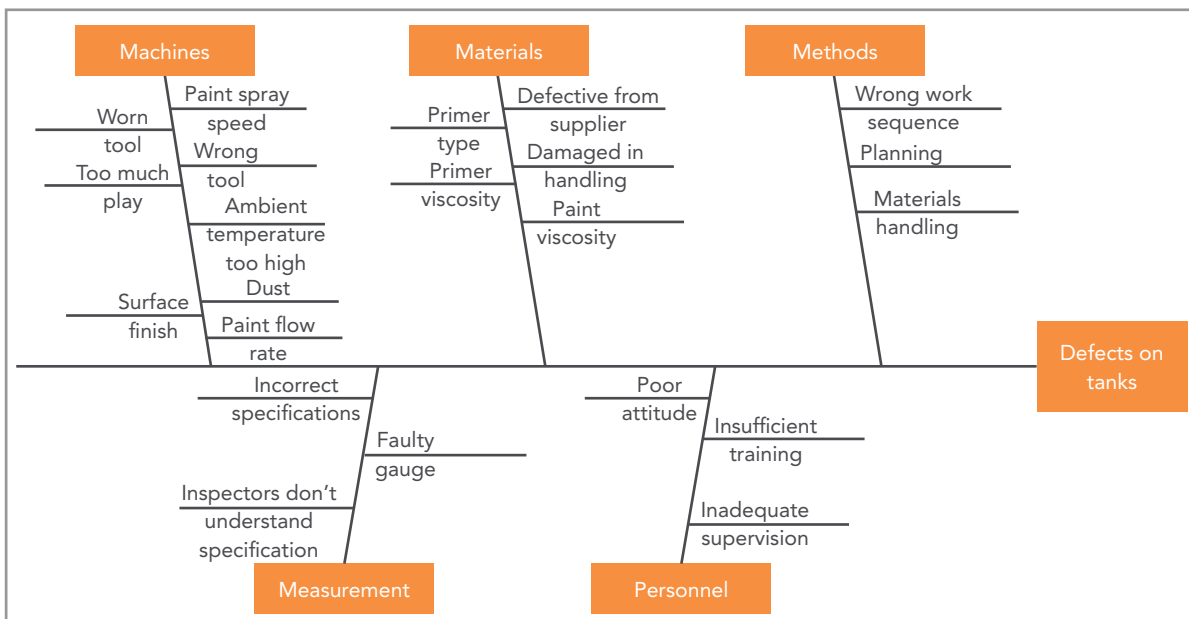 Machines
Materials
Methods
Paint spray
speed
Worn
tool
Wrong
tool
Too much
play
Ambient
temperature
too high
Dust
Surface
finish
Paint flow
rate
Defective from
supplier
Primer
type
Damaged in
handling
Primer
viscosity
Paint
viscosity
Wrong work
sequence
Planning
Materials
handling
Defects on
tanks
Incorrect
specifications
Faulty
gauge
Inspectors don’t
understand
specification
Measurement
Poor
attitude
Insufficient
training
Inadequate
supervision
Personnel